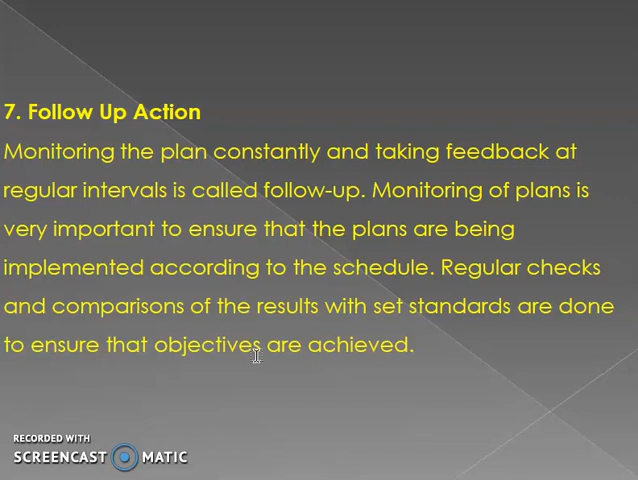 7. Follow Up Action
Monitoring the plan constantly and taking feedback at
regular intervals is called follow-up. Monitoring of plans is
very important to ensure that the plans are being
implemented according to the schedule. Regular checks
and comparisons of the results with set standards are done
to ensure that objectives are achieved.
RECORDED WITH
SCREENCAST MATIC